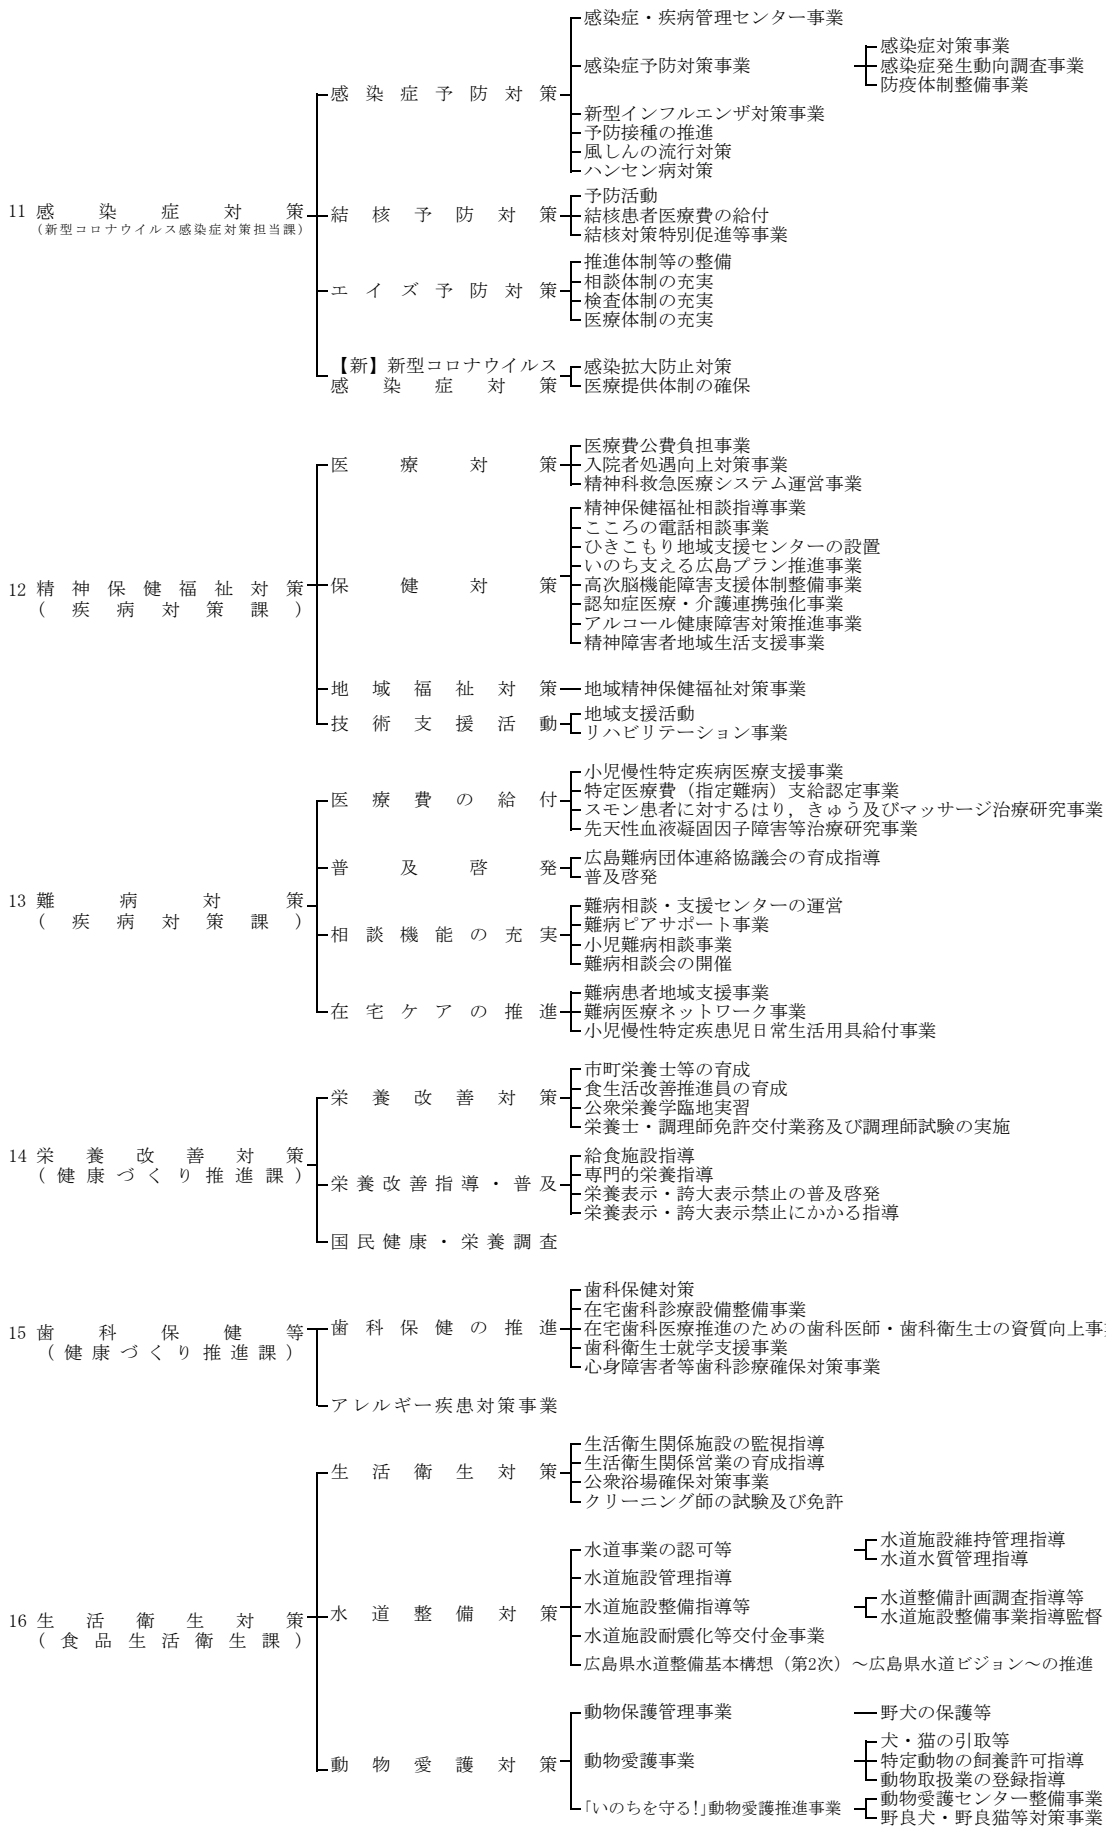 11 感染症対策
(新型コロナウイルス感染症対策担当課)
感染症予防対策
感染症・疾病管理センター事業
感染症予防対策事業
感染症対策事業
感染症発生動向調査事業
防疫体制整備事業
新型インフルエンザ対策事業
予防接種の推進
風しんの流行対策
ハンセン病対策
結核予防対策
予防活動
結核患者医療費の給付
結核対策特別促進等事業
エイズ予防対策
推進体制等の整備
相談体制の充実
検査体制の充実
医療体制の充実
【新】新型コロナウイルス
感染症対策
感染拡大防止対策
医療提供体制の確保
12 精神保健福祉対策
(疾病対策課)
医療対策
医療費公費負担事業
入院者処遇向上対策事業
精神科救急医療システム運営事業
保健対策
精神保健福祉相談指導事業
こころの電話相談事業
ひきこもり地域支援センターの設置
いのち支える広島プラン推進事業
高次脳機能障害支援体制整備事業
認知症医療・介護連携強化事業
アルコール健康障害対策推進事業
精神障害者地域生活支援事業
地域福祉対策
地域精神保健福祉対策事業
技術支援活動
地域支援活動
リハビリテーション事業
13 難病対策
(疾病対策課)
医療費の給付
小児慢性特定疾病医療支援事業
特定医療費（指定難病）支給認定事業
スモン患者に対するはり，きゅう及びマッサージ治療研究事業
先天性血液凝固因子障害等治療研究事業
普及啓発
広島難病団体連絡協議会の育成指導
普及啓発
相談機能の充実
難病相談・支援センターの運営
難病ピアサポート事業
小児難病相談事業
難病相談会の開催
在宅ケアの推進
難病患者地域支援事業
難病医療ネットワーク事業
小児慢性特定疾患児日常生活用具給付事業
14 栄養改善対策
(健康づくり推進課)
栄養改善対策
市町栄養士等の育成
食生活改善推進員の育成
公衆栄養学臨地実習
栄養士・調理師免許交付業務及び調理師試験の実施
栄養改善指導・普及
給食施設指導
専門的栄養指導
栄養表示・誇大表示禁止の普及啓発
栄養表示・誇大表示禁止にかかる指導
国民健康・栄養調査
15 歯科保健等
(健康づくり推進課)
歯科保健の推進
歯科保健対策
在宅歯科診療設備整備事業
在宅歯科医療推進のための歯科医師・歯科衛生士の資質向上事
歯科衛生士就学支援事業
心身障害者等歯科診療確保対策事業
アレルギー疾患対策事業
16 生活衛生対策
(食品生活衛生課)
生活衛生対策
生活衛生関係施設の監視指導
生活衛生関係営業の育成指導
公衆浴場確保対策事業
クリーニング師の試験及び免許
水道整備対策
水道事業の認可等
水道施設維持管理指導
水道水質管理指導
水道施設管理指導
水道施設整備指導等
水道整備計画調査指導等
水道施設整備事業指導監督
水道施設耐震化等交付金事業
広島県水道整備基本構想（第2次）～広島県水道ビジョン～の推進
動物愛護対策
動物保護管理事業
野犬の保護等
動物愛護事業
犬・猫の引取等
特定動物の飼養許可指導
動物取扱業の登録指導
「いのちを守る!」動物愛護推進事業
動物愛護センター整備事業
野良犬・野良猫等対策事業